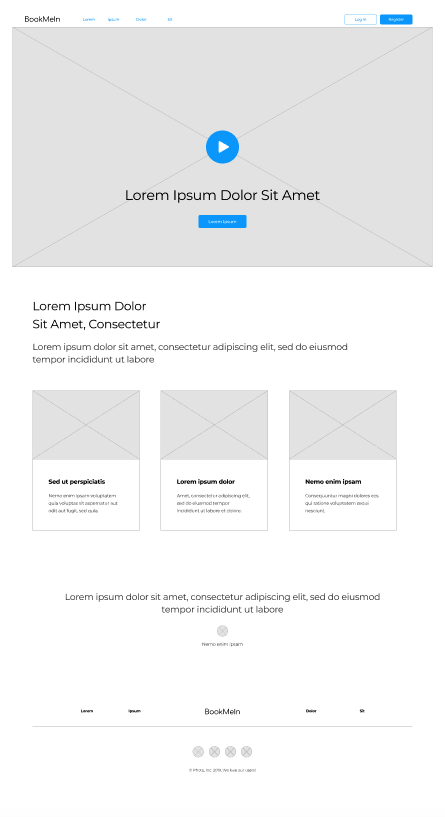 BookMeIn Lorem Ipsum Dolor Sit Log In Register
Lorem Ipsum Dolor Sit Amet
Lorem Ipsum
Lorem Ipsum Dolor
Sit Amet, Consectetur
Lorem ipsum dolor sit amet, consectetur adipiscing elit, sed do eiusmod
tempor incididunt ut labore
Sed ut perspiciatis
Nemo enim ipsam voluptatem
quia voluptas sit aspernatur aut
odit aut fugit, sed quia.
Lorem ipsum dolor
Amet, consectetur adipiscing elit,
sed do eiusmod tempor
incididunt ut labore et dolore.
Nemo enim ipsam
Consequuntur magni dolores eos
qui ratione voluptatem sequi
nesciunt.
Lorem ipsum dolor sit amet, consectetur adipiscing elit, sed do eiusmod
tempor incididunt ut labore
Nemo enim ipsam
Lorem Ipsum BookMeIn Dolor Sit
Inc. 2019. We love our users!